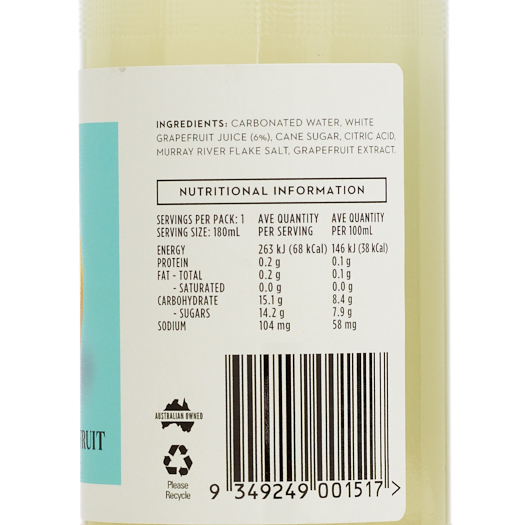 INGREDIENTS: CARBONATED WATER, WHITE
GRAPEFRUIT JUICE (6%), CANE SUGAR, CITRIC ACID,
MURRAY RIVER FLAKE SALT, GRAPEFRUIT EXTRACT.
NUTRITIONAL INFORMATION
SERVINGS PER PACK: 1 AVE QUANTITY AVE QUANTITY
SERVING SIZE: 180mL PER SERVING PER 100mL
ENERGY 263 kJ (68 kCal) 146 kJ (38 kCal)
PROTEIN 0.2 g 0.1 g
FAT - TOTAL 0.2 g 0.1 g
- SATURATED 0.0 g 0.0 g
CARBOHYDRATE 15.1 g 8.4 g
- SUGARS 14.2 g 7.9 g
SODIUM 104 mg 58 mg
AUSTRALIAN OWNED
RUIT
Please
Recycle
9 349249 001517 >